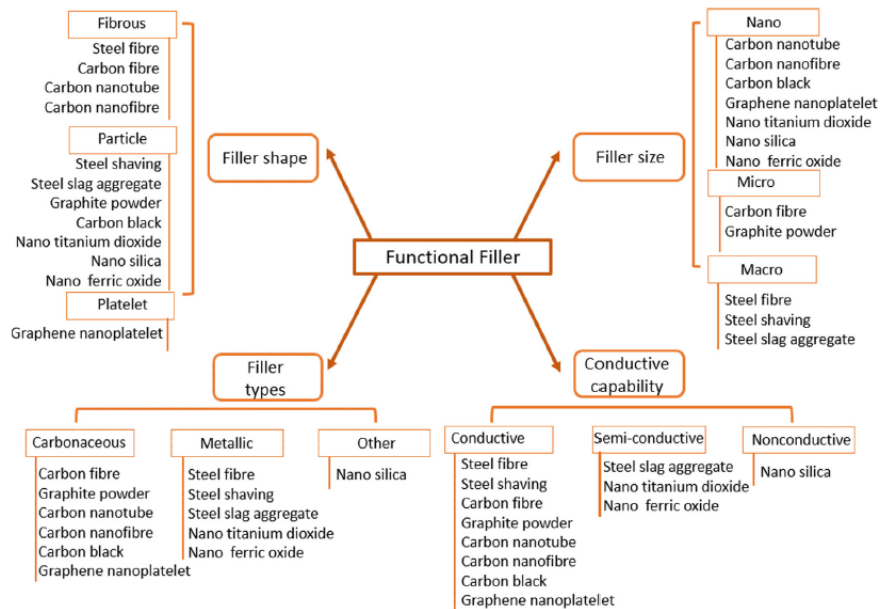 Fibrous
Steel fibre
Carbon fibre
Carbon nanotube
Carbon nanofibre
Particle
Steel shaving
Steel slag aggregate
Graphite powder
Carbon black
Nano titanium dioxide
Nano silica
Nano ferric oxide
Platelet
Graphene nanoplatelet
Filler shape
Filler size
Nano
Carbon nanotube
Carbon nanofibre
Carbon black
Graphene nanoplatelet
Nano titanium dioxide
Nano silica
Nano ferric oxide
Micro
Carbon fibre
Graphite powder
Macro
Steel fibre
Steel shaving
Steel slag aggregate
Functional Filler
Filler
types
Carbonaceous
Carbon fibre
Graphite powder
Carbon nanotube
Carbon nanofibre
Carbon black
Graphene nanoplatelet
Metallic
Steel fibre
Steel shaving
Steel slag aggregate
Nano titanium dioxide
Nano ferric oxide
Other
Nano silica
Conductive
capability
Conductive
Steel fibre
Steel shaving
Carbon fibre
Graphite powder
Carbon nanotube
Carbon nanofibre
Carbon black
Graphene nanoplatelet
Semi-conductive
Steel slag aggregate
Nano titanium dioxide
Nano ferric oxide
Nonconductive
Nano silica